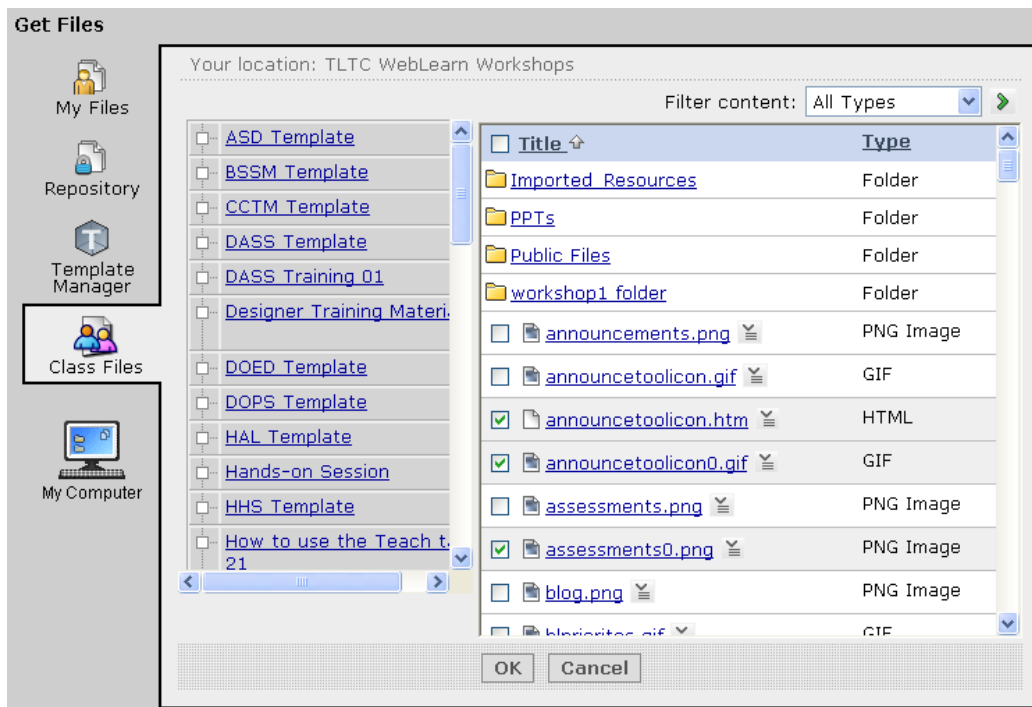 Get Files
My Files
Repository
Template
Manager
Class Files
My Computer
Your location: TLTC WebLearn Workshops
Filter content: All Types
ASD Template
BSSM Template
CCTM Template
DASS Template
DASS Training 01
Designer Training Materi
DOED Template
DOPS Template
HAL Template
Hands-on Session
HHS Template
How to use the Teach t
21
Title Type
Imported_Resources Folder
PPTs Folder
Public Files Folder
workshop1 folder Folder
announcements.png PNG Image
announcetoolicon.gif GIF
announcetoolicon.htm HTML
announcetoolicon0.gif GIF
assessments.png PNG Image
assessments0.png PNG Image
blog.png PNG Image
GIF
OK Cancel